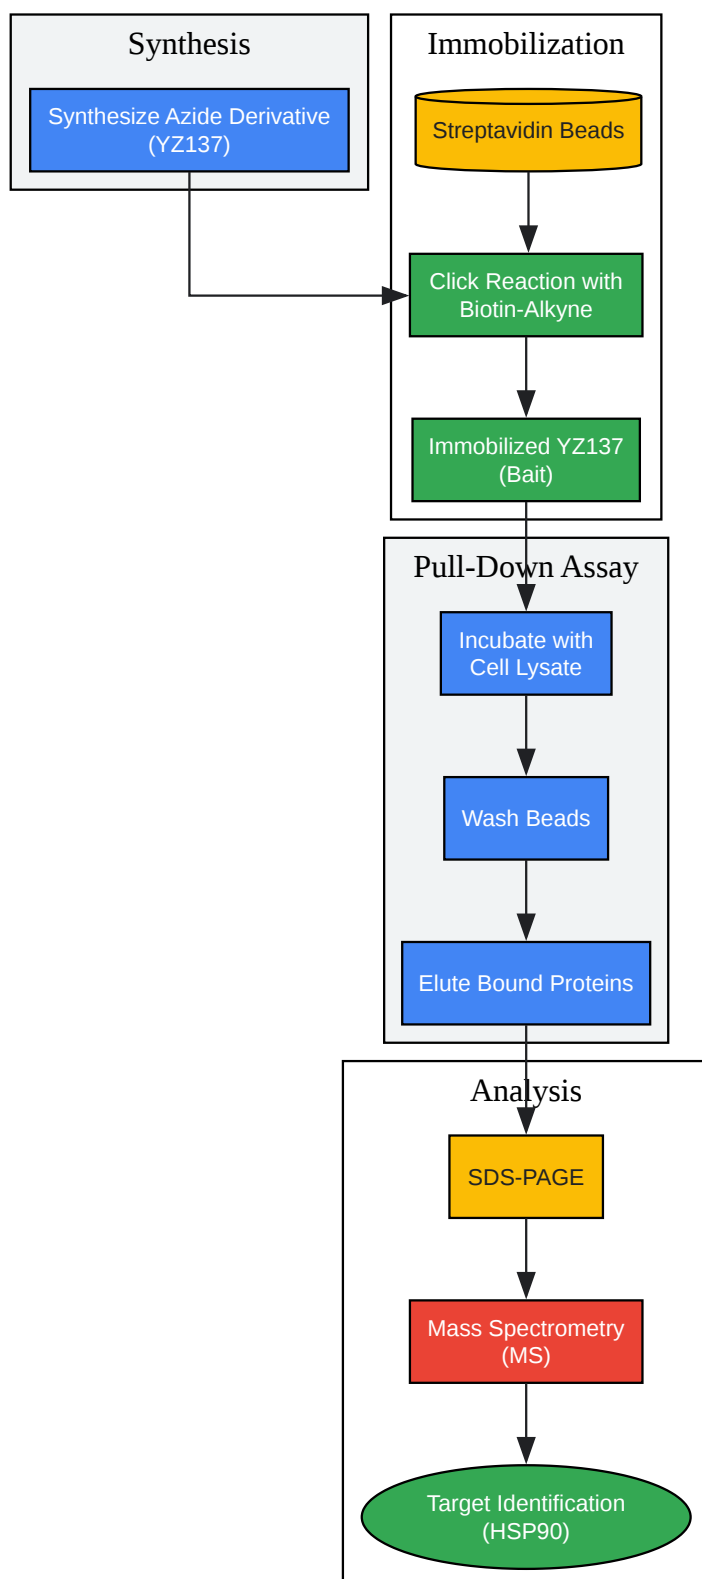 Synthesis
Synthesize Azide Derivative
(YZ137)
Immobilization
Streptavidin Beads
Click Reaction with
Biotin-Alkyne
Immobilized YZ137
(Bait)
Pull-Down Assay
Incubate with
Cell Lysate
Wash Beads
Elute Bound Proteins
Analysis
SDS-PAGE
Mass Spectrometry
(MS)
Target Identification
(HSP90)